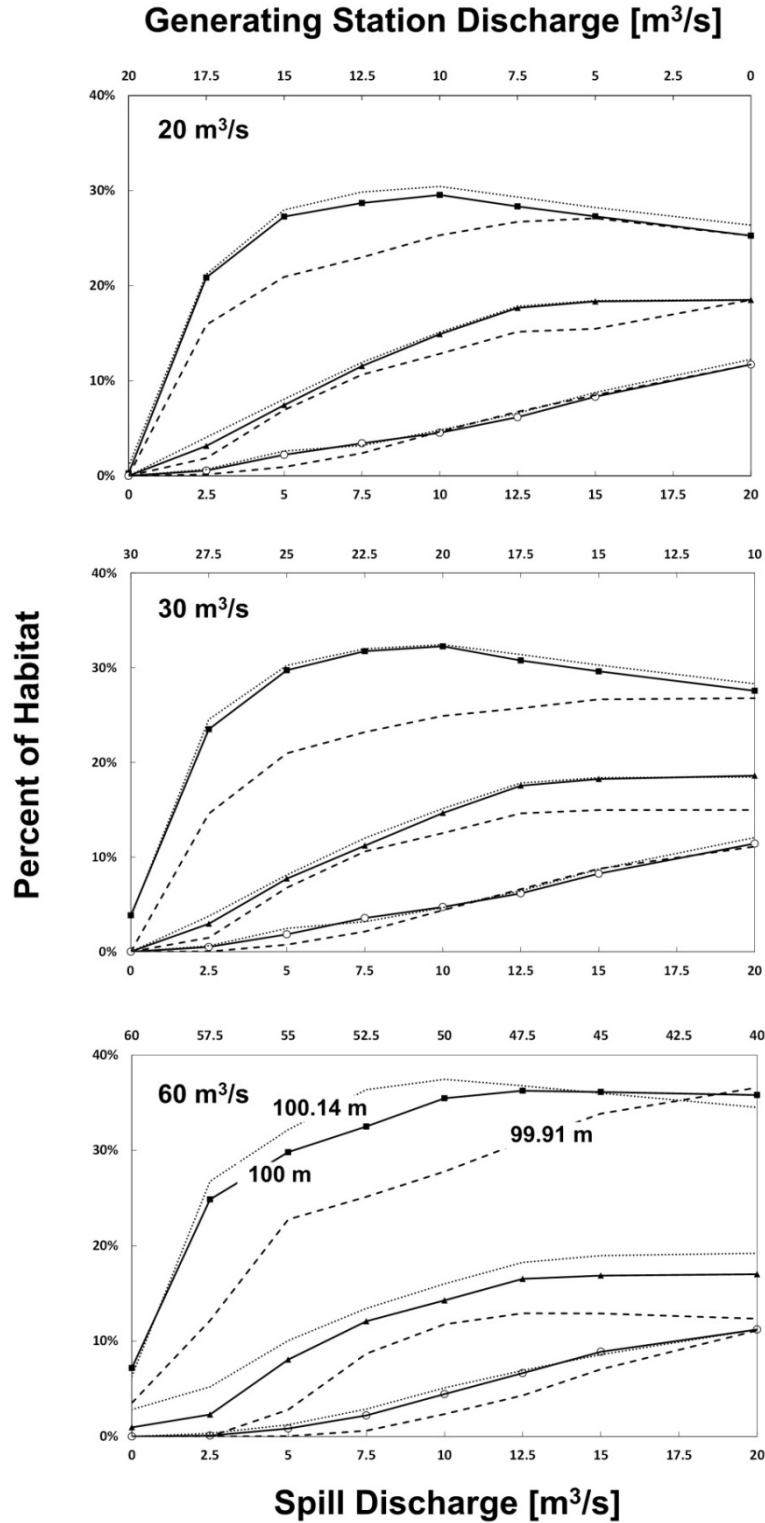 Generating Station Discharge [m³/s]
20 17.5 15 12.5 10 7.5 5 2.5 0
40%
20 m³/s
30%
20%
10%
0%
0 2.5 5 7.5 10 12.5 15 17.5 20
30 27.5 25 22.5 20 17.5 15 12.5 10
40%
30 m³/s
30%
20%
10%
0%
0 2.5 5 7.5 10 12.5 15 17.5 20
Percent of Habitat
60 57.5 55 52.5 50 47.5 45 42.5 40
40%
60 m³/s
100.14 m
99.91 m
30%
100 m
20%
10%
0%
0 2.5 5 7.5 10 12.5 15 17.5 20
Spill Discharge [m³/s]